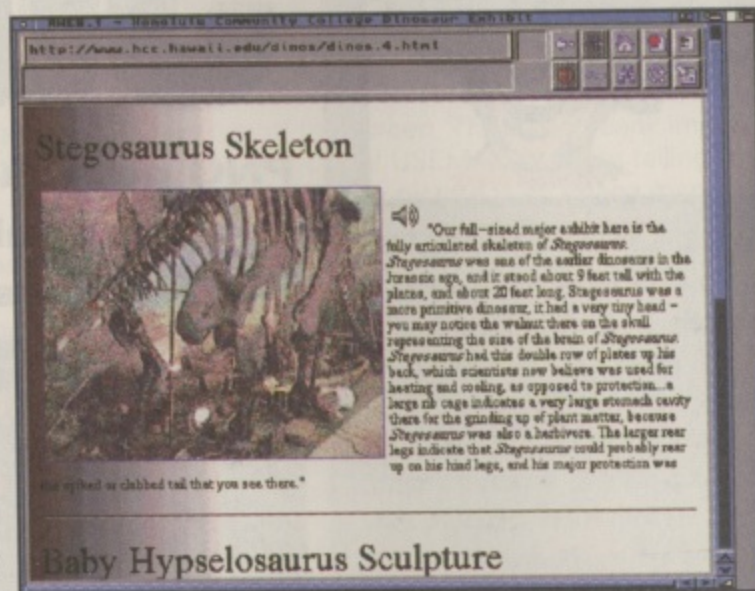 AWEB.1 - Honolulu Community College Dinosaur Exhibit
http://www.hcc.hawaii.edu/dinos/dinos.4.html
Stegosaurus Skeleton
"Our full-sized major exhibit here is the
fully articulated skeleton of Stegosaurus.
Stegosaurus was one of the earlier dinosaurs in the
Jurassic age, and it stood about 9 feet tall with the
plates, and about 20 feet long. Stegosaurus was a
more primitive dinosaur, it had a very tiny head -
you may notice the walnut there on the skull
representing the size of the brain of Stegosaurus.
Stegosaurus had this double row of plates up his
back, which scientists now believe was used for
heating and cooling, as opposed to protection...a
large rib cage indicates a very large stomach cavity
there for the grinding up of plant matter, because
Stegosaurus was also a herbivore. The larger rear
legs indicate that Stegosaurus could probably rear
up on his hind legs, and his major protection was
the spiked or clubbed tail that you see there."
Baby Hypselosaurus Sculpture